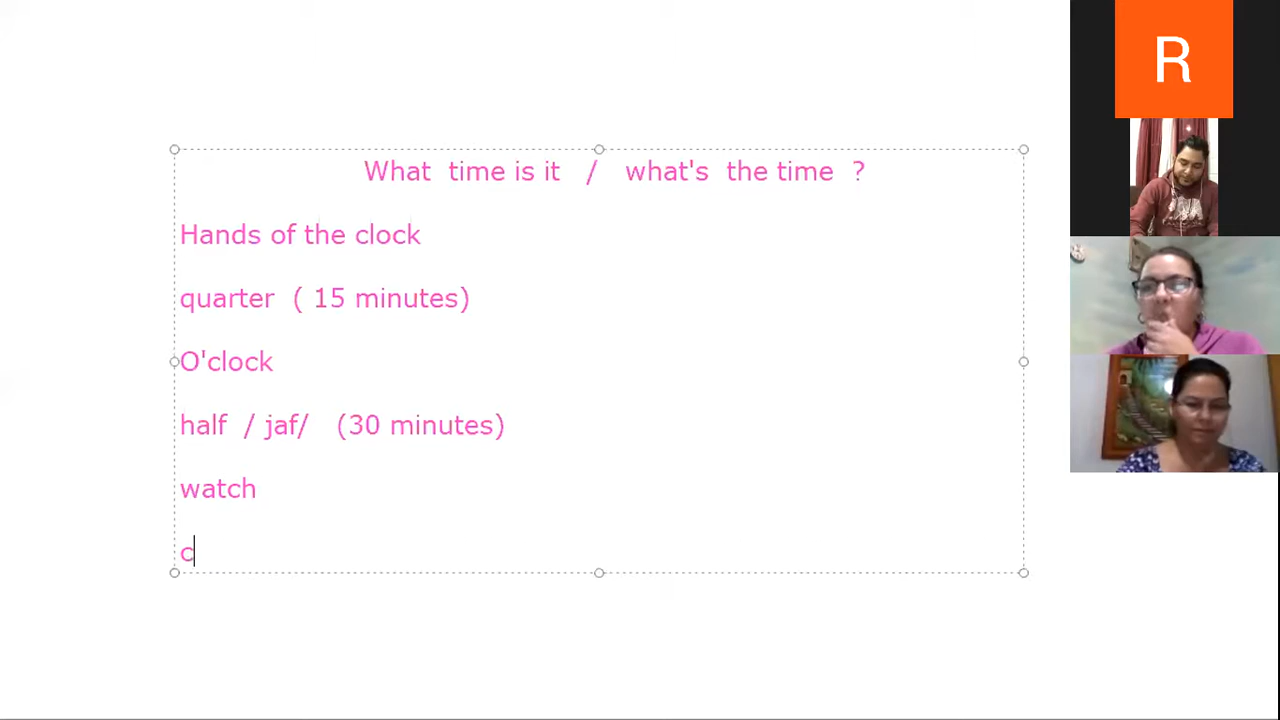 R
What time is it / what's the time ?
Hands of the clock
quarter ( 15 minutes)
O'clock
half / jaf/ (30 minutes)
watch
c